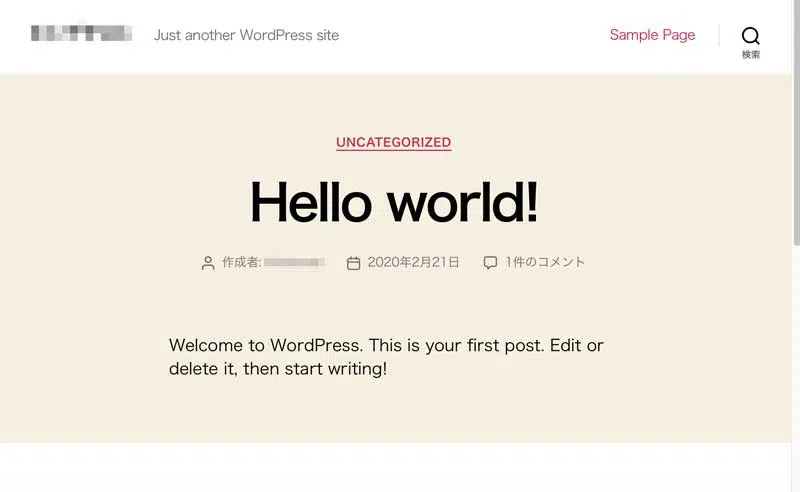 Just another WordPress site
Sample Page
検索
UNCATEGORIZED
Hello world!
作成者:
2020年2月21日
1件のコメント
Welcome to WordPress. This is your first post. Edit or
delete it, then start writing!